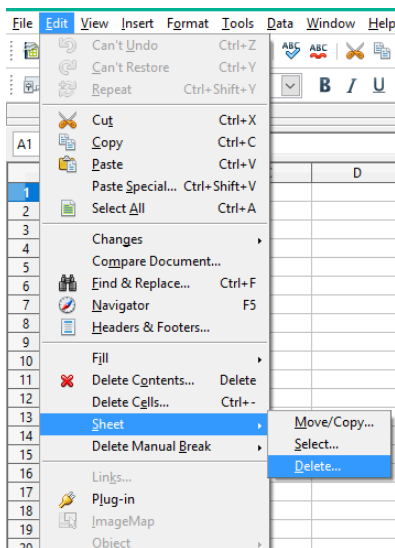 File Edit View Insert Format Tools Data Window Help
Can't Undo Ctrl+Z
ABC ABC
Can't Restore Ctrl+Y
Repeat Ctrl+Shift+Y
B I U
Cut Ctrl+X
A1
Copy Ctrl+C
Paste Ctrl+V
D
Paste Special... Ctrl+Shift+V
1
Select All Ctrl+A
2
3
Changes
4
Compare Document...
5
Find & Replace... Ctrl+F
6
Navigator F5
7
Headers & Footers...
8
9
Fill
10
Delete Contents... Delete
11
Delete Cells... Ctrl+-
12
Sheet
13
Move/Copy...
Delete Manual Break
14
Select...
15
Delete...
Links...
16
Plug-in
17
ImageMap
18
19
Object
20